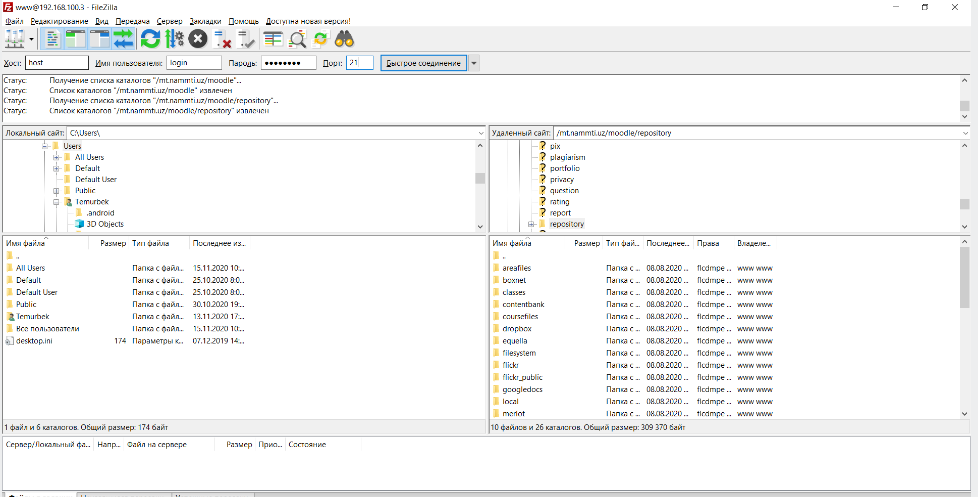 www@192.168.100.3 - FileZilla
Файл Редактирование Вид Передача Сервер Закладки Помощь Доступна новая версия!
Хост: host Имя пользователя: login Пароль: ●●●●●●●● Порт: 21 Быстрое соединение
Статус: Получение списка каталогов "/mt.nammti.uz/moodle"...
Статус: Список каталогов "/mt.nammti.uz/moodle" извлечен
Статус: Получение списка каталогов "/mt.nammti.uz/moodle/repository"...
Статус: Список каталогов "/mt.nammti.uz/moodle/repository" извлечен
Локальный сайт: C:\Users\
Users
All Users
Default
Default User
Public
Temurbek
.android
3D Objects
Имя файла Размер Тип файла Последнее из...
..
All Users Папка с файл... 15.11.2020 10:...
Default Папка с файл... 25.10.2020 8:0...
Default User Папка с файл... 25.10.2020 8:0...
Public Папка с файл... 30.10.2020 19:...
Temurbek Папка с файл... 13.11.2020 17:...
Все пользователи Папка с файл... 15.11.2020 10:...
desktop.ini 174 Параметры к... 07.12.2019 14:...
1 файл и 6 каталогов. Общий размер: 174 байт
Удаленный сайт: /mt.nammti.uz/moodle/repository
pix
plagiarism
portfolio
privacy
question
rating
report
repository
Имя файла Размер Тип фай... Последнее... Права Владеле...
..
areafiles Папка с ... 08.08.2020 ... flcdmpe ... www www
boxnet Папка с ... 08.08.2020 ... flcdmpe ... www www
classes Папка с ... 08.08.2020 ... flcdmpe ... www www
contentbank Папка с ... 08.08.2020 ... flcdmpe ... www www
coursefiles Папка с ... 08.08.2020 ... flcdmpe ... www www
dropbox Папка с ... 08.08.2020 ... flcdmpe ... www www
equella Папка с ... 08.08.2020 ... flcdmpe ... www www
filesystem Папка с ... 08.08.2020 ... flcdmpe ... www www
flickr Папка с ... 08.08.2020 ... flcdmpe ... www www
flickr_public Папка с ... 08.08.2020 ... flcdmpe ... www www
googledocs Папка с ... 08.08.2020 ... flcdmpe ... www www
local Папка с ... 08.08.2020 ... flcdmpe ... www www
merlot Папка с ... 08.08.2020 ... flcdmpe ... www www
10 файлов и 26 каталогов. Общий размер: 309 370 байт
Сервер/Локальный фа... Напр... Файл на сервере Размер Прио... Состояние